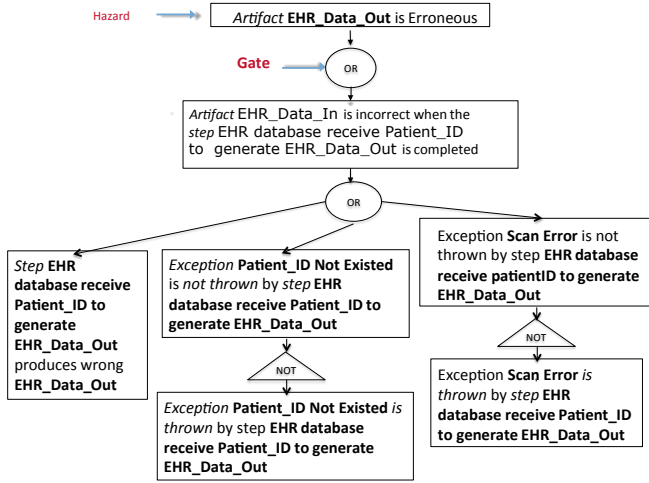 Hazard
Artifact EHR_Data_Out is Erroneous
Gate
OR
Artifact EHR_Data_In is incorrect when the
step EHR database receive Patient_ID
to generate EHR_Data_Out is completed
OR
Step EHR
database receive
Patient_ID to
generate
EHR_Data_Out
produces wrong
EHR_Data_Out
Exception Patient_ID Not Existed
is not thrown by step EHR
database receive Patient_ID to
generate EHR_Data_Out
NOT
Exception Patient_ID Not Existed is
thrown by step EHR database
receive Patient_ID to generate
EHR_Data_Out
Exception Scan Error is not
thrown by step EHR database
receive patientID to generate
EHR_Data_Out
NOT
Exception Scan Error is
thrown by step EHR
database receive Patient_ID
to generate EHR_Data_Out